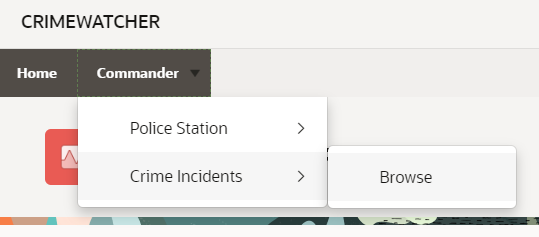 CRIMEWATCHER
Home Commander
Police Station
Crime Incidents
Browse